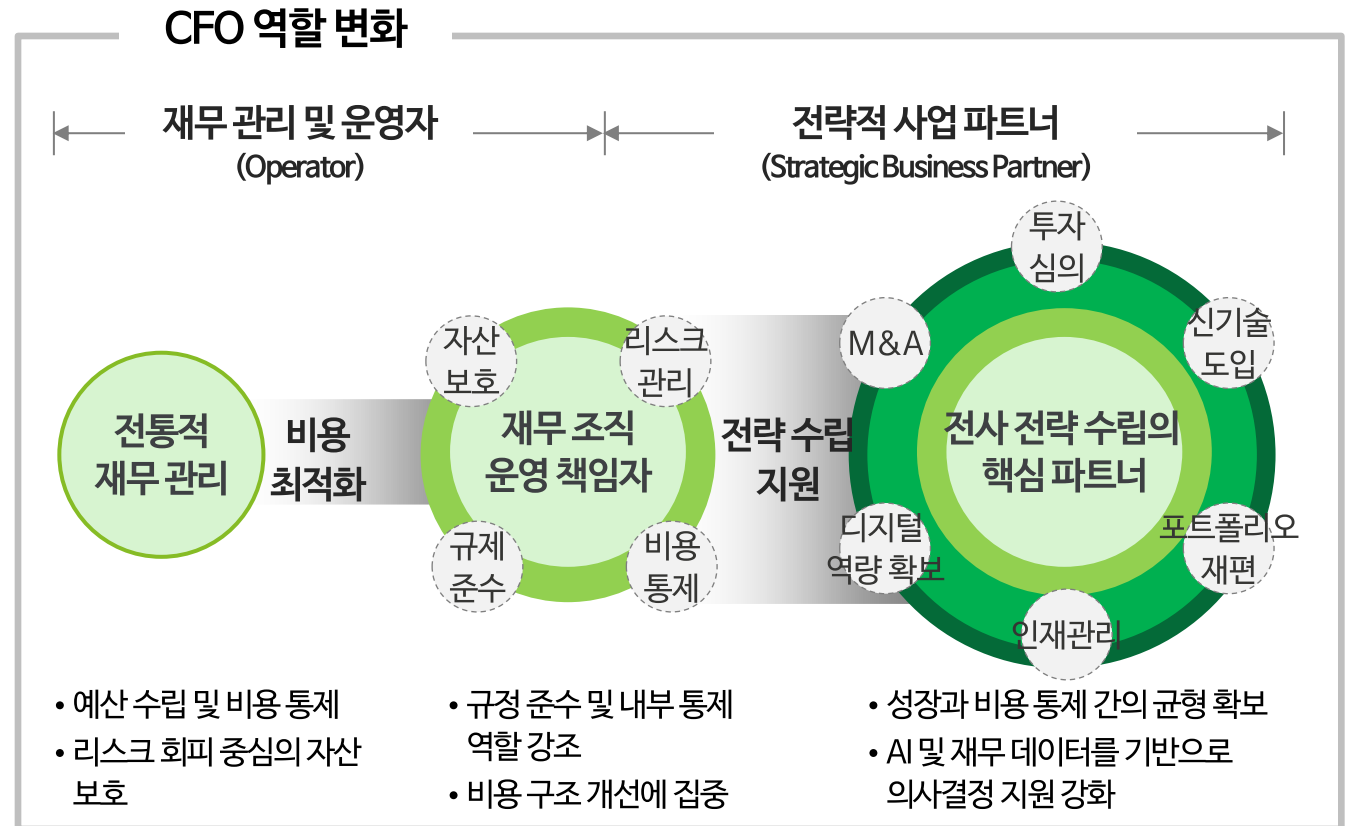 CFO 역할 변화
재무 관리 및 운영자
(Operator)
전략적 사업 파트너
(Strategic Business Partner)
전통적
재무 관리
비용
최적화
자산
보호
리스크
관리
재무 조직
운영 책임자
규제
준수
비용
통제
전략 수립
지원
투자
심의
M&A
신기술
도입
전사 전략 수립의
핵심 파트너
디지털
역량 확보
포트폴리오
재편
인재관리
• 예산 수립 및 비용 통제
• 리스크 회피 중심의 자산
보호
• 규정 준수 및 내부 통제
역할 강조
• 비용 구조 개선에 집중
• 성장과 비용 통제 간의 균형 확보
• AI 및 재무 데이터를 기반으로
의사결정 지원 강화